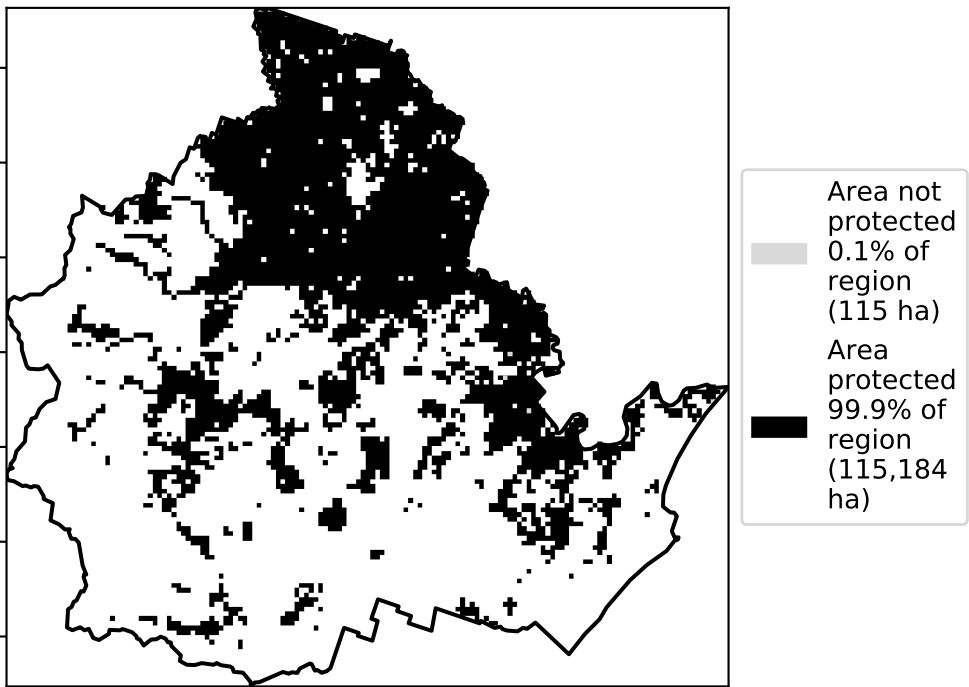 Area not
protected
0.1% of
region
(115 ha)
Area
protected
99.9% of
region
(115,184
ha)